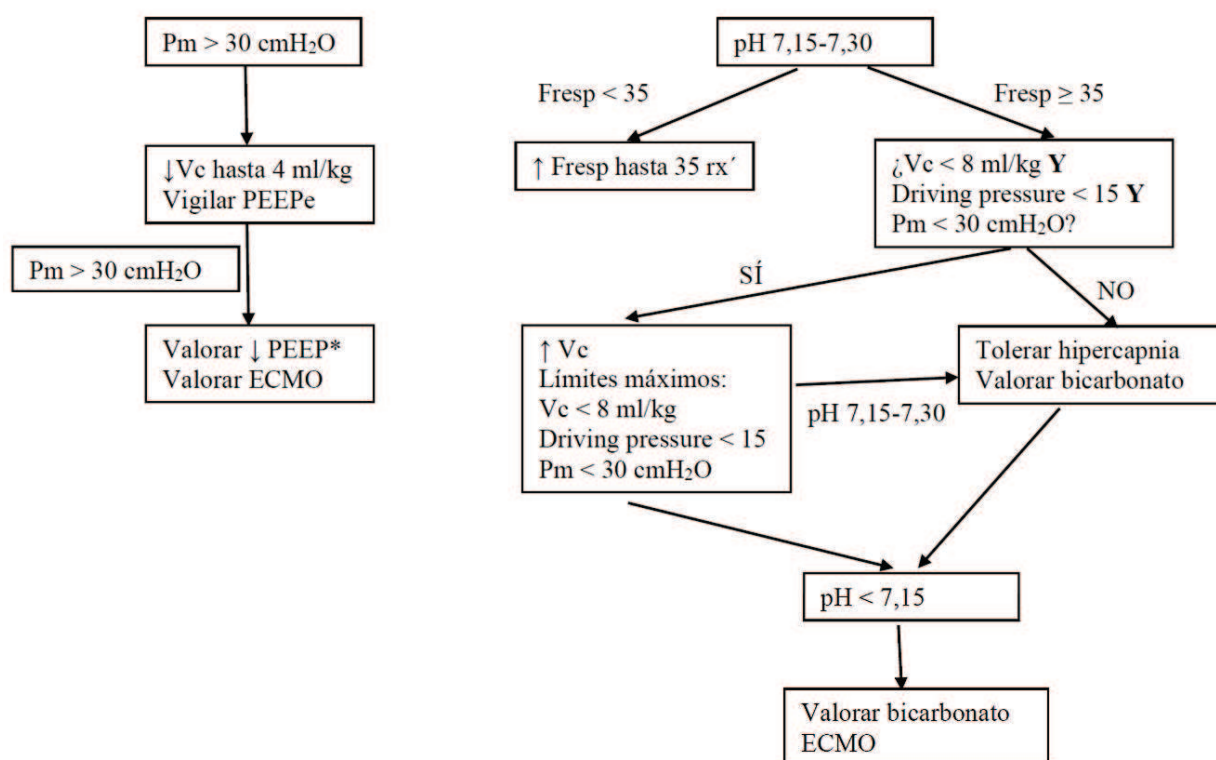 Pm > 30 cmH₂O
↓Vc hasta 4 ml/kg
Vigilar PEEPe
Pm > 30 cmH₂O
Valorar ↓ PEEP*
Valorar ECMO
pH 7,15-7,30
Fresp < 35
Fresp ≥ 35
↑ Fresp hasta 35 rx´
¿Vc < 8 ml/kg Y
Driving pressure < 15 Y
Pm < 30 cmH₂O?
SÍ
NO
↑ Vc
Límites máximos:
Vc < 8 ml/kg
Driving pressure < 15
Pm < 30 cmH₂O
pH 7,15-7,30
Tolerar hipercapnia
Valorar bicarbonato
pH < 7,15
Valorar bicarbonato
ECMO